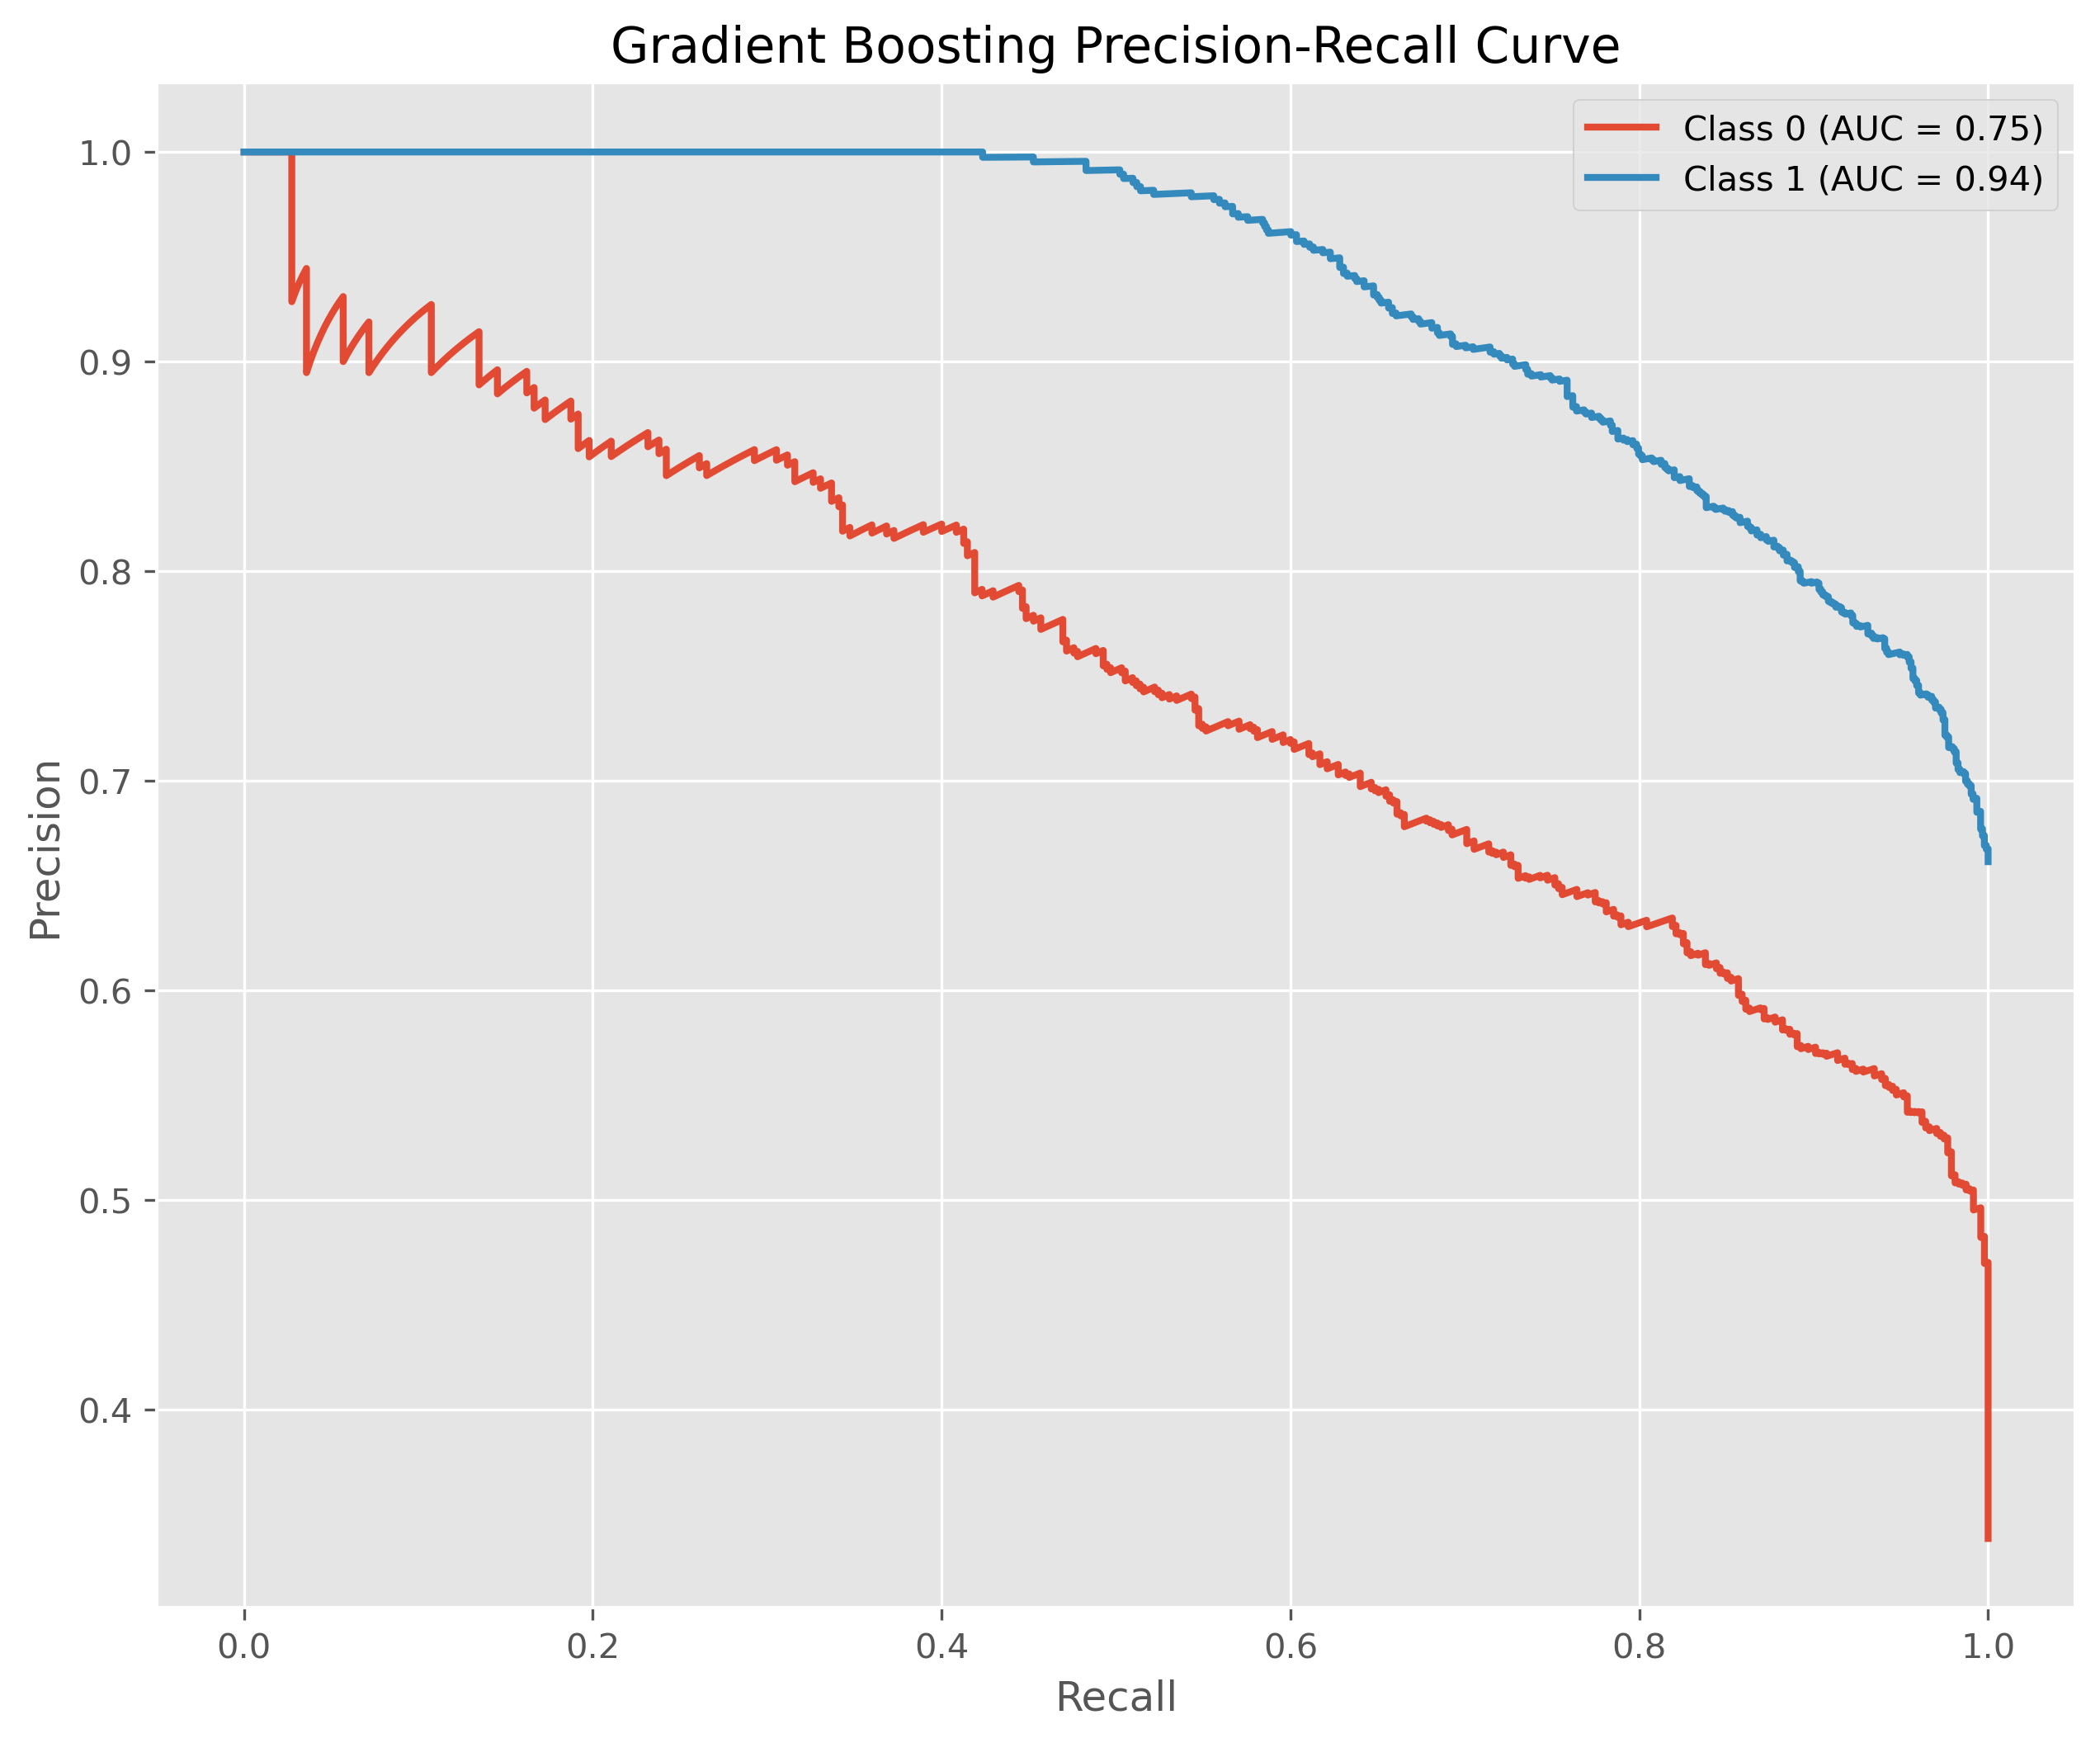 Gradient Boosting Precision-Recall Curve
Class 0 (AUC = 0.75)
Class 1 (AUC = 0.94)
Precision
1.0
0.9
0.8
0.7
0.6
0.5
0.4
0.0 0.2 0.4 0.6 0.8 1.0
Recall